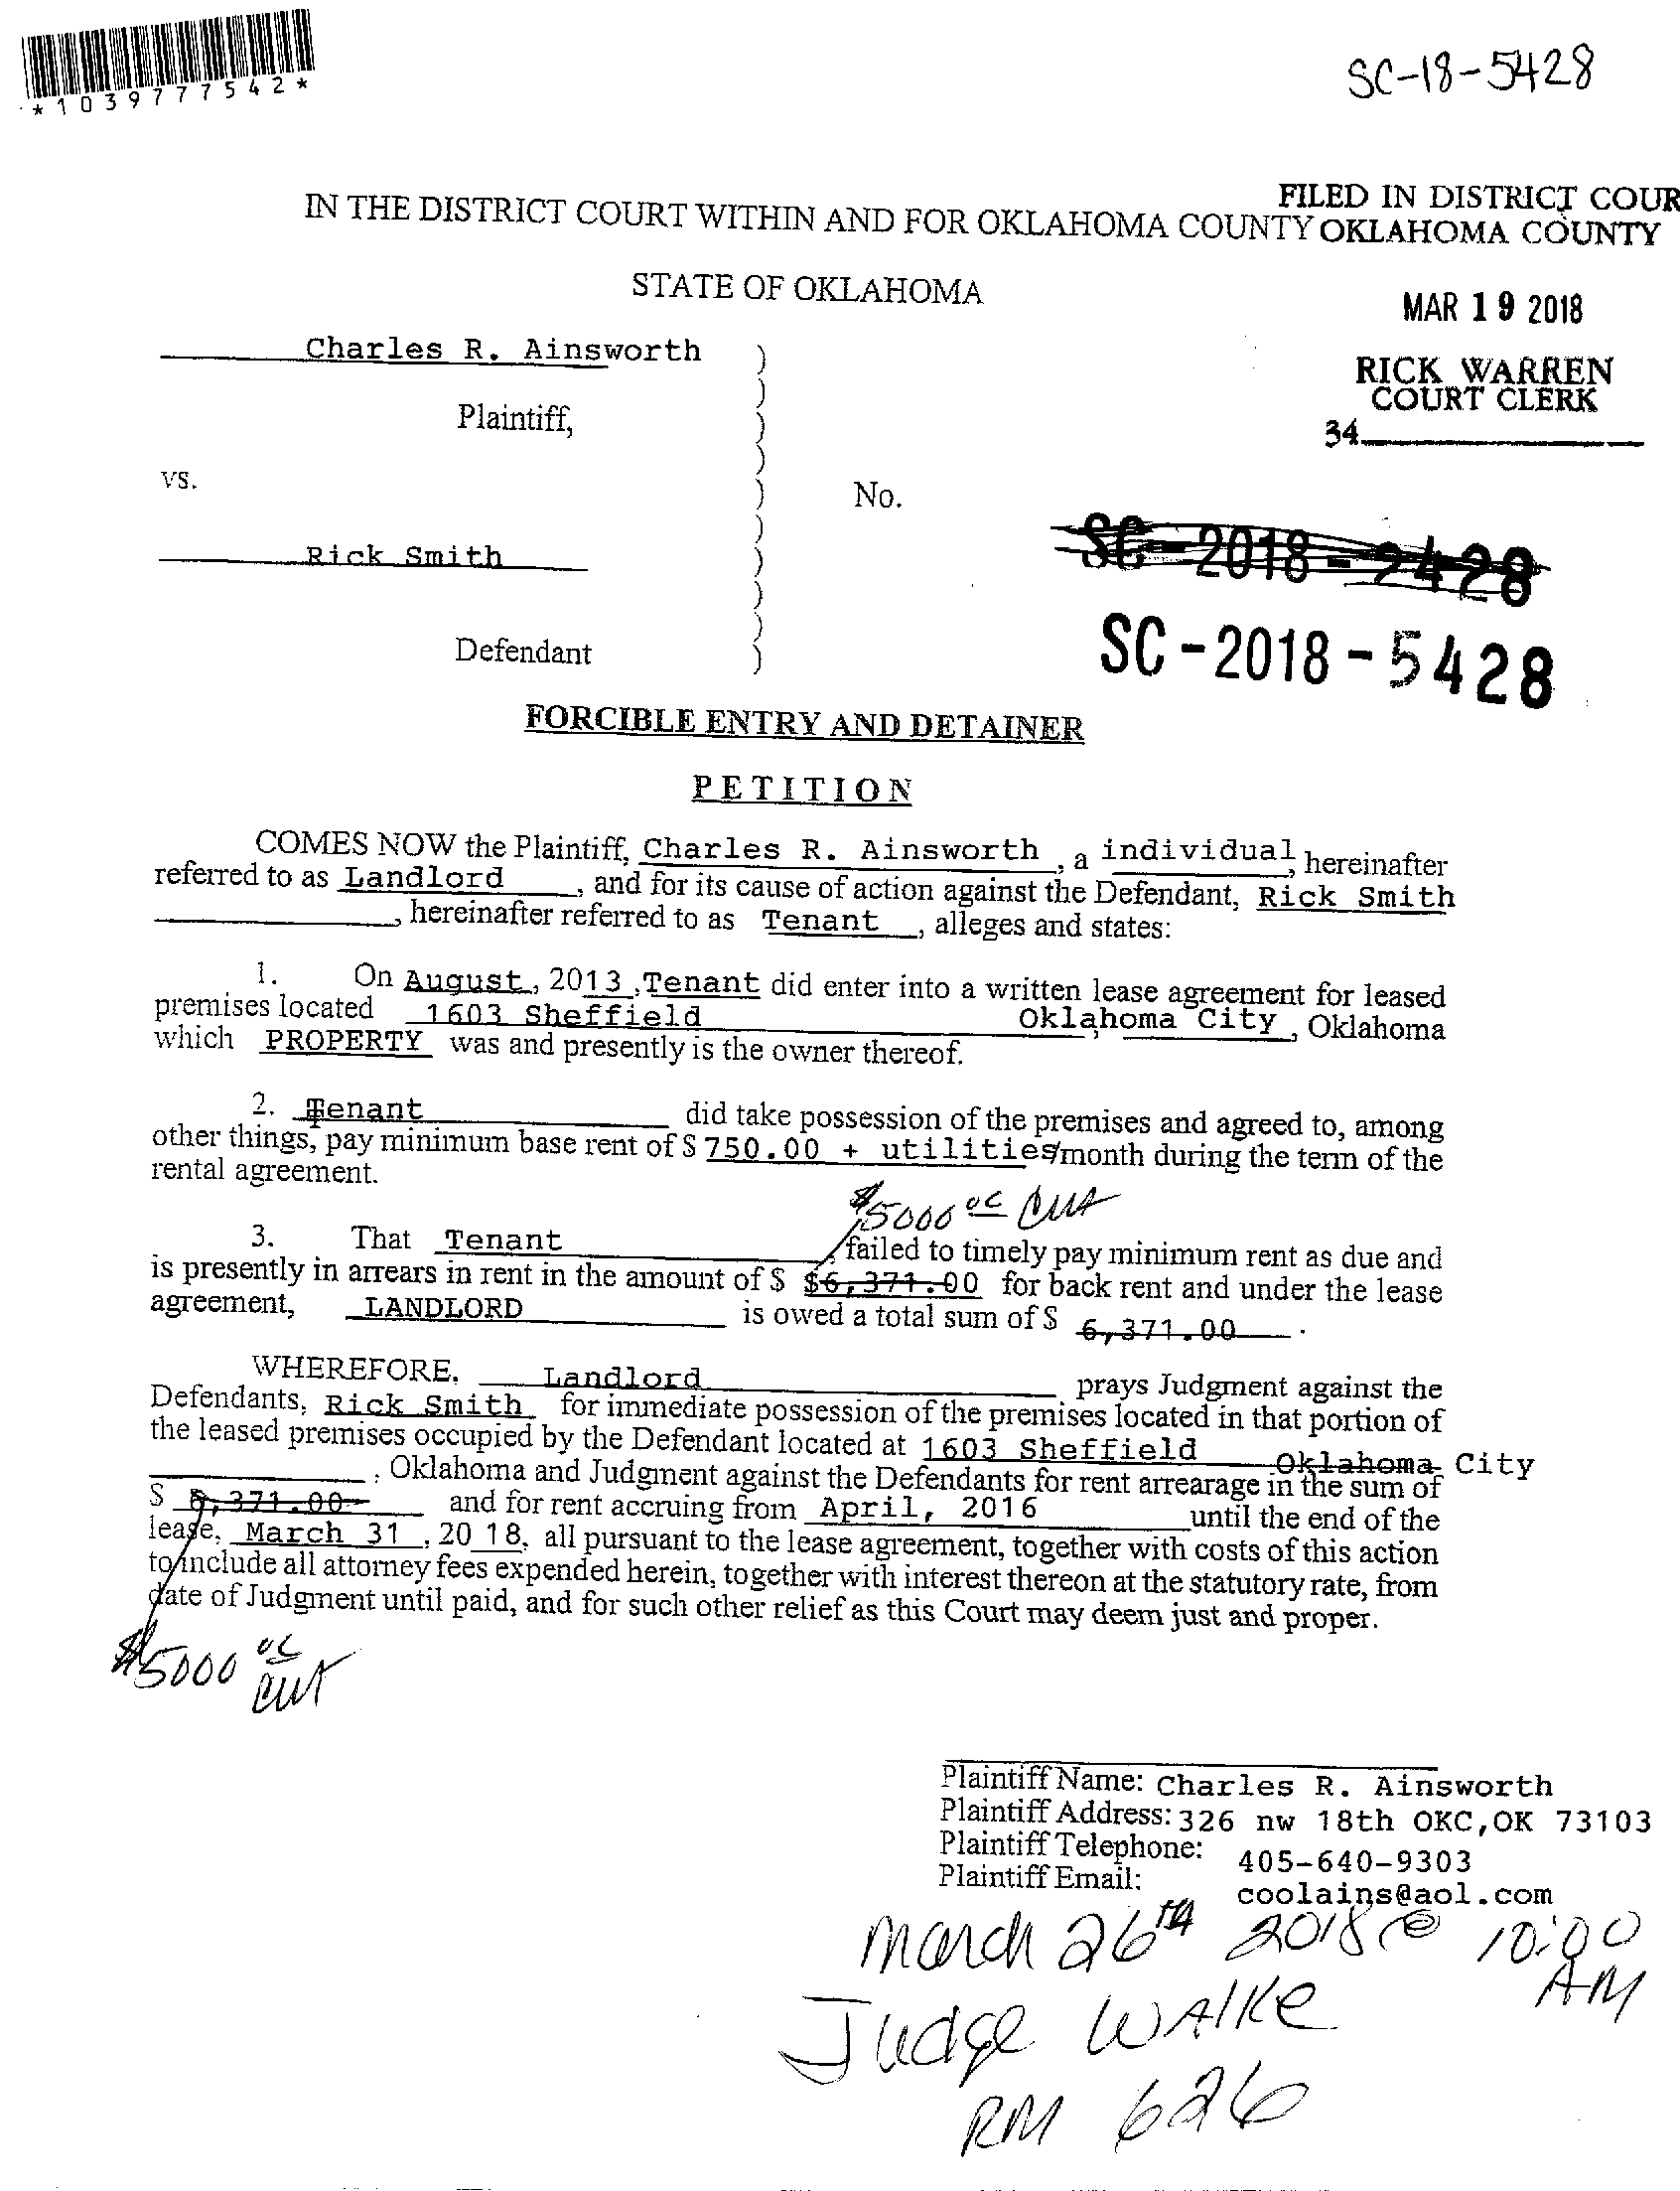 *1039777542*
SC-18-5428
FILED IN DISTRICT COUR
IN THE DISTRICT COURT WITHIN AND FOR OKLAHOMA COUNTY OKLAHOMA COUNTY
STATE OF OKLAHOMA
MAR 19 2018
Charles R. Ainsworth )
RICK WARREN
COURT CLERK
Plaintiff, )
34
vs. )
No.
SC-2018-2428
Rick Smith )
SC-2018-5428
Defendant )
FORCIBLE ENTRY AND DETAINER
PETITION
COMES NOW the Plaintiff, Charles R. Ainsworth, a individual, hereinafter
referred to as Landlord, and for its cause of action against the Defendant, Rick Smith
, hereinafter referred to as Tenant, alleges and states:
1. On August, 2013, Tenant did enter into a written lease agreement for leased
premises located 1603 Sheffield Oklahoma City, Oklahoma
which PROPERTY was and presently is the owner thereof.
2. Tenant did take possession of the premises and agreed to, among
other things, pay minimum base rent of $ 750.00 + utilities/month during the term of the
rental agreement.
$5000
3. That Tenant, failed to timely pay minimum rent as due and
is presently in arrears in rent in the amount of $ $6,371.00 for back rent and under the lease
agreement, LANDLORD is owed a total sum of $ 6,371.00.
WHEREFORE, Landlord prays Judgment against the
Defendants, Rick Smith for immediate possession of the premises located in that portion of
the leased premises occupied by the Defendant located at 1603 Sheffield Oklahoma City
, Oklahoma and Judgment against the Defendants for rent arrearage in the sum of
$ 6,371.00 and for rent accruing from April, 2016 until the end of the
lease, March 31, 2018, all pursuant to the lease agreement, together with costs of this action
to include all attorney fees expended herein, together with interest thereon at the statutory rate, from
date of Judgment until paid, and for such other relief as this Court may deem just and proper.
$5000
Plaintiff Name: Charles R. Ainsworth
Plaintiff Address: 326 nw 18th OKC,OK 73103
Plaintiff Telephone: 405-640-9303
Plaintiff Email: coolains@aol.com
March 26TH 2018 @ 10:00
AM
Judge WAlke
RM 626